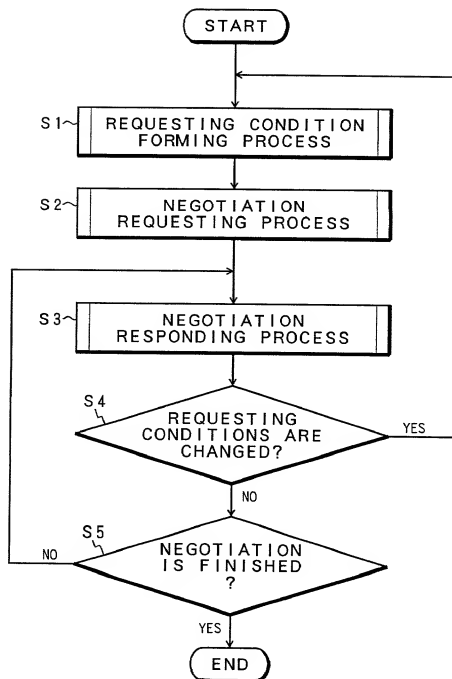 START
S1
REQUESTING CONDITION
FORMING PROCESS
S2
NEGOTIATION
REQUESTING PROCESS
S3
NEGOTIATION
RESPONDING PROCESS
S4
REQUESTING
CONDITIONS ARE
CHANGED?
YES
NO
S5
NEGOTIATION
IS FINISHED
?
NO
YES
END